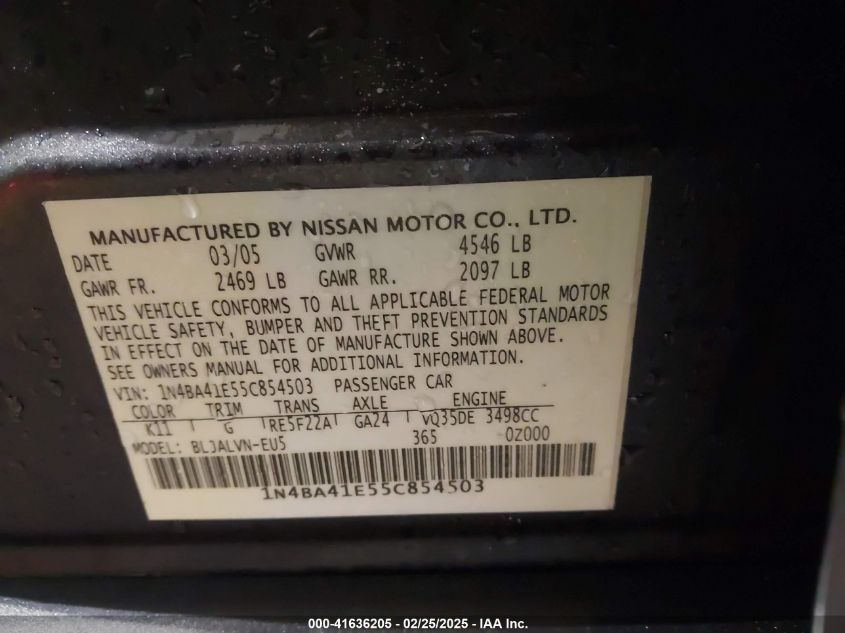 MANUFACTURED BY NISSAN MOTOR CO., LTD.
DATE 03/05 GVWR 4546 LB
GAWR FR. 2469 LB GAWR RR. 2097 LB
THIS VEHICLE CONFORMS TO ALL APPLICABLE FEDERAL MOTOR
VEHICLE SAFETY, BUMPER AND THEFT PREVENTION STANDARDS
IN EFFECT ON THE DATE OF MANUFACTURE SHOWN ABOVE.
SEE OWNERS MANUAL FOR ADDITIONAL INFORMATION.
VIN: 1N4BA41E55C854503 PASSENGER CAR
COLOR TRIM TRANS AXLE ENGINE
K11 G RE5F22A GA24 VQ35DE 3498CC
MODEL: BLJALVN-EU5 365 0Z000
1N4BA41E55C854503
000-41636205 - 02/25/2025 - IAA Inc.